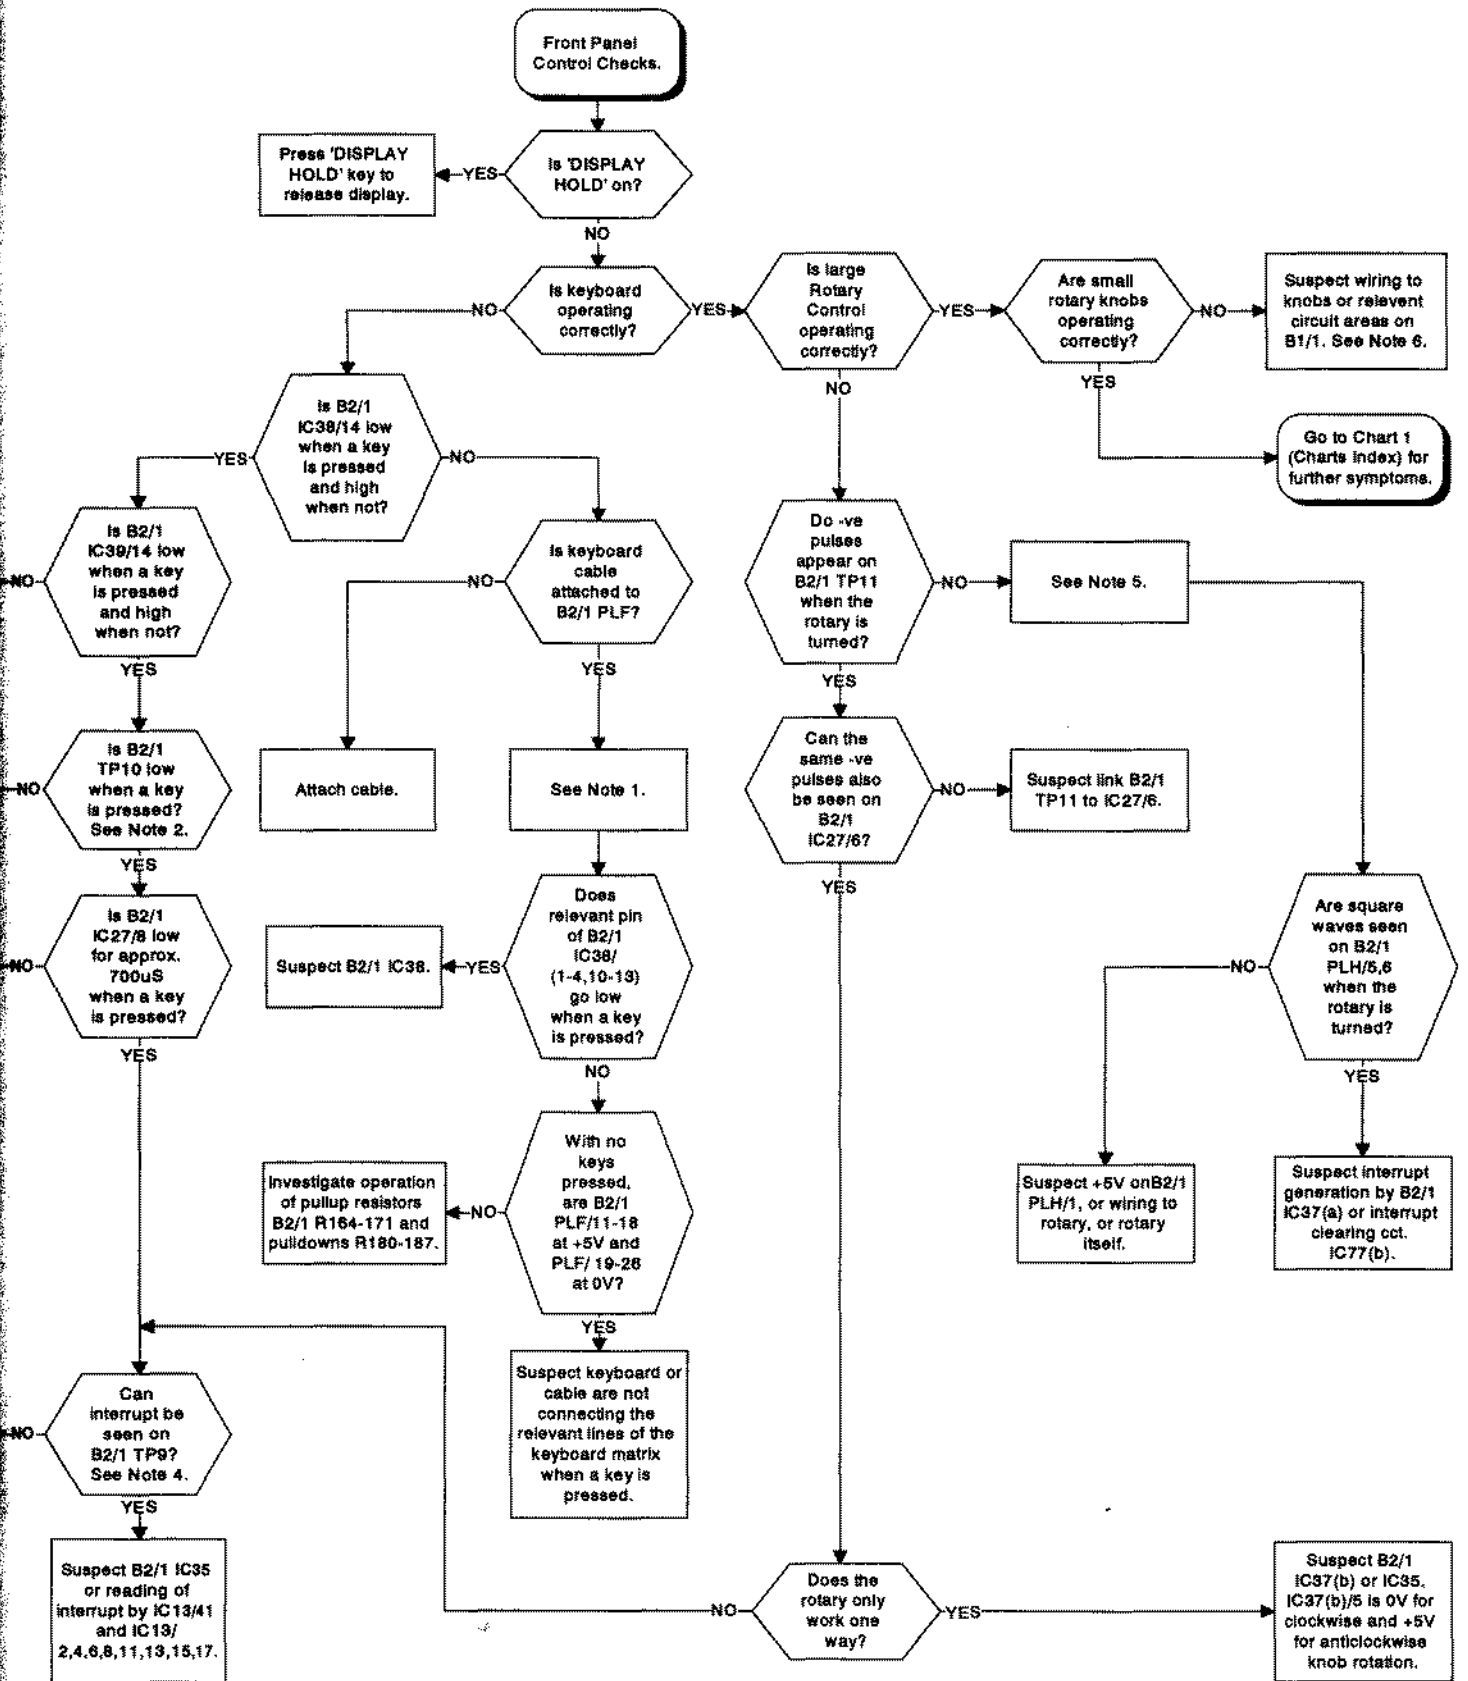 Front Panel
Control Checks.
Press 'DISPLAY
HOLD' key to
release display.
YES
Is 'DISPLAY
HOLD' on?
NO
NO
Is keyboard
operating
correctly?
YES
Is large
Rotary
Control
operating
correctly?
YES
Are small
rotary knobs
operating
correctly?
NO
Suspect wiring to
knobs or relevent
circuit areas on
B1/1. See Note 6.
NO
YES
Go to Chart 1
(Charts Index) for
further symptoms.
YES
Is B2/1
IC38/14 low
when a key
is pressed
and high
when not?
NO
NO
Is B2/1
IC39/14 low
when a key
is pressed
and high
when not?
YES
NO
Is keyboard
cable
attached to
B2/1 PLF?
YES
Do -ve
pulses
appear on
B2/1 TP11
when the
rotary is
turned?
NO
See Note 5.
YES
NO
Is B2/1
TP10 low
when a key
is pressed?
See Note 2.
YES
Attach cable.
See Note 1.
Can the
same -ve
pulses also
be seen on
B2/1
IC27/6?
NO
Suspect link B2/1
TP11 to IC27/6.
YES
NO
Is B2/1
IC27/8 low
for approx.
700uS
when a key
is pressed?
YES
Suspect B2/1 IC38.
YES
Does
relevant pin
of B2/1
IC38/
(1-4,10-13)
go low
when a key
is pressed?
NO
NO
Are square
waves seen
on B2/1
PLH/5,6
when the
rotary is
turned?
YES
Investigate operation
of pullup resistors
B2/1 R164-171 and
pulldowns R180-187.
NO
With no
keys
pressed,
are B2/1
PLF/11-18
at +5V and
PLF/ 19-26
at 0V?
YES
Suspect +5V onB2/1
PLH/1, or wiring to
rotary, or rotary
itself.
Suspect interrupt
generation by B2/1
IC37(a) or interrupt
clearing cct.
IC77(b).
Suspect keyboard or
cable are not
connecting the
relevant lines of the
keyboard matrix
when a key is
pressed.
NO
Can
interrupt be
seen on
B2/1 TP9?
See Note 4.
YES
Suspect B2/1 IC35
or reading of
interrupt by IC13/41
and IC13/
2,4,6,8,11,13,15,17.
NO
Does the
rotary only
work one
way?
YES
Suspect B2/1
IC37(b) or IC35.
IC37(b)/5 is 0V for
clockwise and +5V
for anticlockwise
knob rotation.